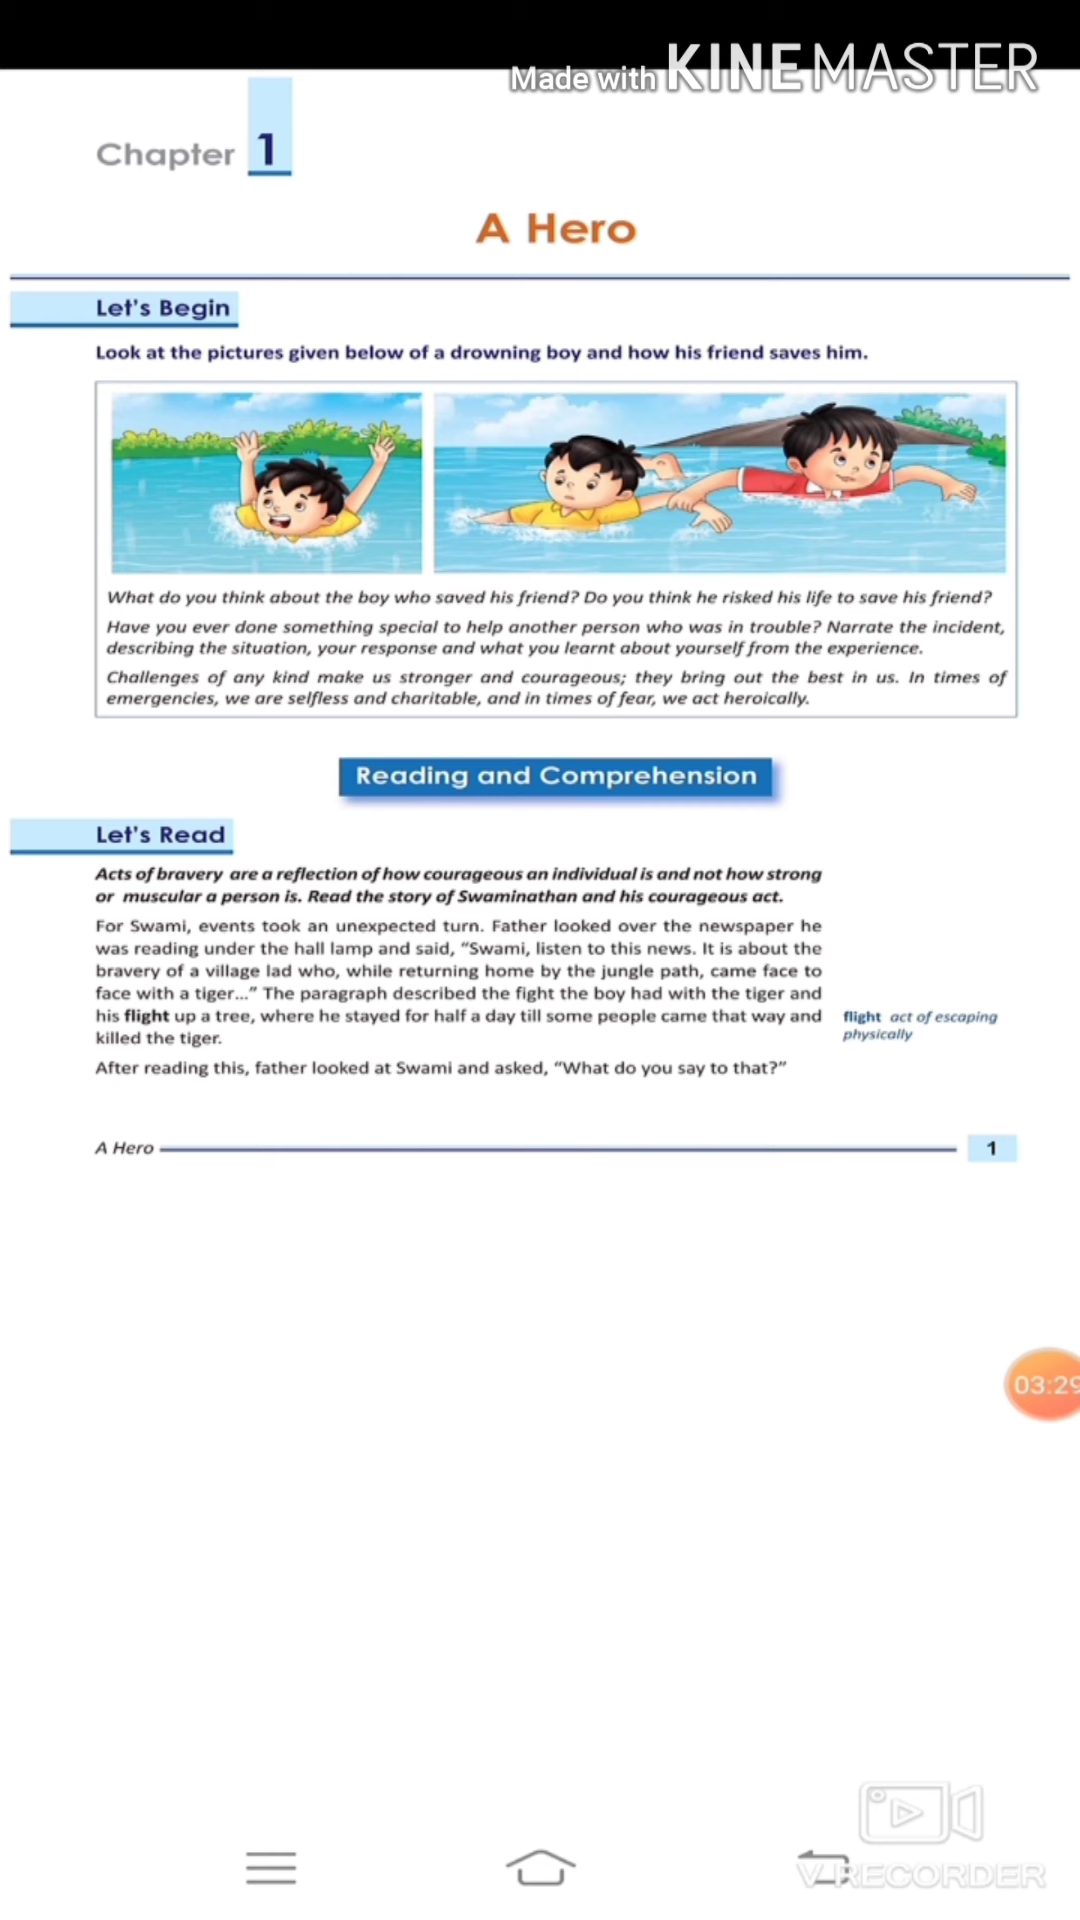 Made with KINEMASTER
Chapter 1
A Hero
Let's Begin
Look at the pictures given below of a drowning boy and how his friend saves him.
What do you think about the boy who saved his friend? Do you think he risked his life to save his friend?
Have you ever done something special to help another person who was in trouble? Narrate the incident,
describing the situation, your response and what you learnt about yourself from the experience.
Challenges of any kind make us stronger and courageous; they bring out the best in us. In times of
emergencies, we are selfless and charitable, and in times of fear, we act heroically.
Reading and Comprehension
Let's Read
Acts of bravery are a reflection of how courageous an individual is and not how strong
or muscular a person is. Read the story of Swaminathan and his courageous act.
For Swami, events took an unexpected turn. Father looked over the newspaper he
was reading under the hall lamp and said, “Swami, listen to this news. It is about the
bravery of a village lad who, while returning home by the jungle path, came face to
face with a tiger...” The paragraph described the fight the boy had with the tiger and
his flight up a tree, where he stayed for half a day till some people came that way and
killed the tiger.
flight act of escaping
physically
After reading this, father looked at Swami and asked, “What do you say to that?”
A Hero 1
03:29
V RECORDER